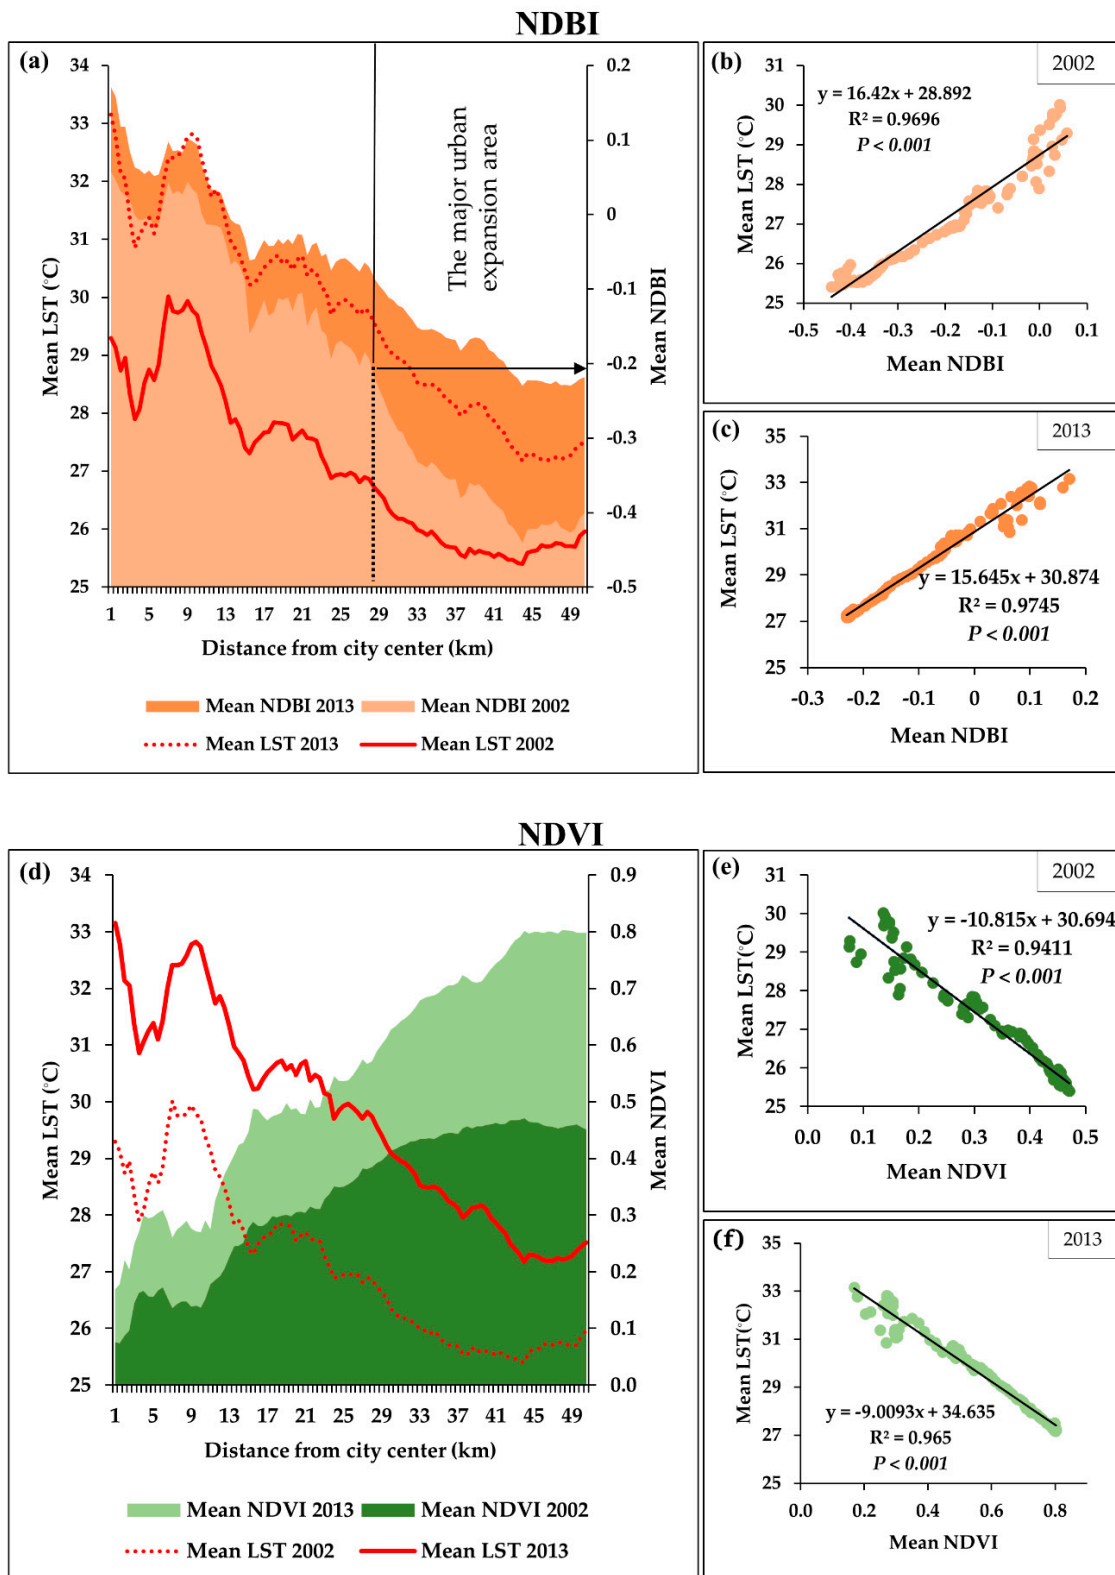 NDBI
(a)
34
33
32
31
30
29
28
27
26
25
Mean LST (°C)
0.2
0.1
0
-0.1
-0.2
-0.3
-0.4
-0.5
Mean NDBI
The major urban
expansion area
1 5 9 13 17 21 25 29 33 37 41 45 49
Distance from city center (km)
Mean NDBI 2013 Mean NDBI 2002
Mean LST 2013 Mean LST 2002
(b)
2002
31
30
29
28
27
26
25
Mean LST (°C)
y = 16.42x + 28.892
R² = 0.9696
P < 0.001
-0.5 -0.4 -0.3 -0.2 -0.1 0.0 0.1
Mean NDBI
(c)
2013
35
33
31
29
27
25
Mean LST (°C)
y = 15.645x + 30.874
R² = 0.9745
P < 0.001
-0.3 -0.2 -0.1 0 0.1 0.2
Mean NDBI
NDVI
(d)
34
33
32
31
30
29
28
27
26
25
Mean LST (°C)
0.9
0.8
0.7
0.6
0.5
0.4
0.3
0.2
0.1
0.0
Mean NDVI
1 5 9 13 17 21 25 29 33 37 41 45 49
Distance from city center (km)
Mean NDVI 2013 Mean NDVI 2002
Mean LST 2002 Mean LST 2013
(e)
2002
31
30
29
28
27
26
25
Mean LST(°C)
y = -10.815x + 30.694
R² = 0.9411
P < 0.001
0.0 0.1 0.2 0.3 0.4 0.5
Mean NDVI
(f)
2013
35
33
31
29
27
25
Mean LST(°C)
y = -9.0093x + 34.635
R² = 0.965
P < 0.001
0.0 0.2 0.4 0.6 0.8
Mean NDVI